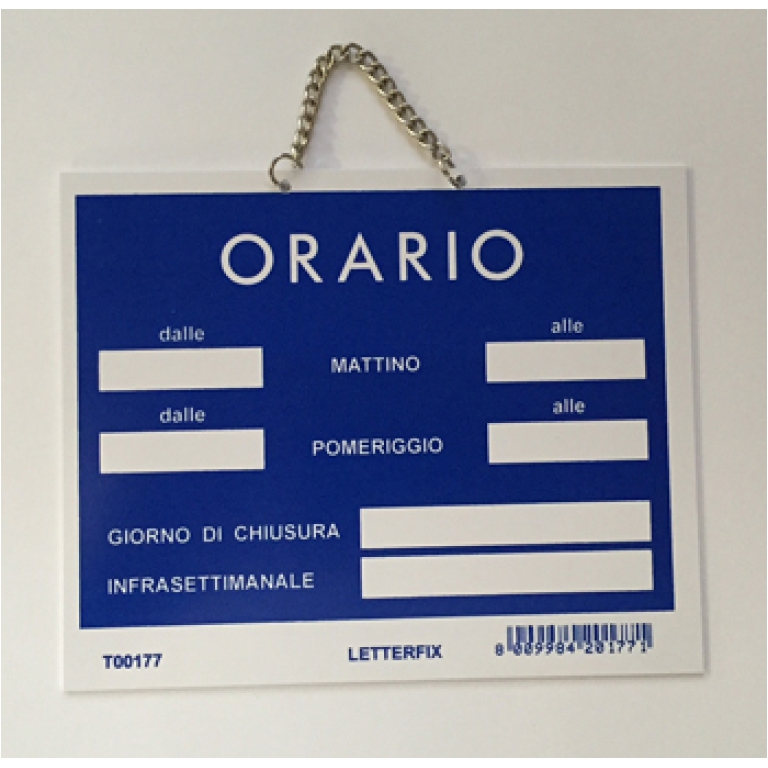 ORARIO
dalle alle
MATTINO
dalle alle
POMERIGGIO
GIORNO DI CHIUSURA
INFRASETTIMANALE
T00177 LETTERFIX 8 009984 201771